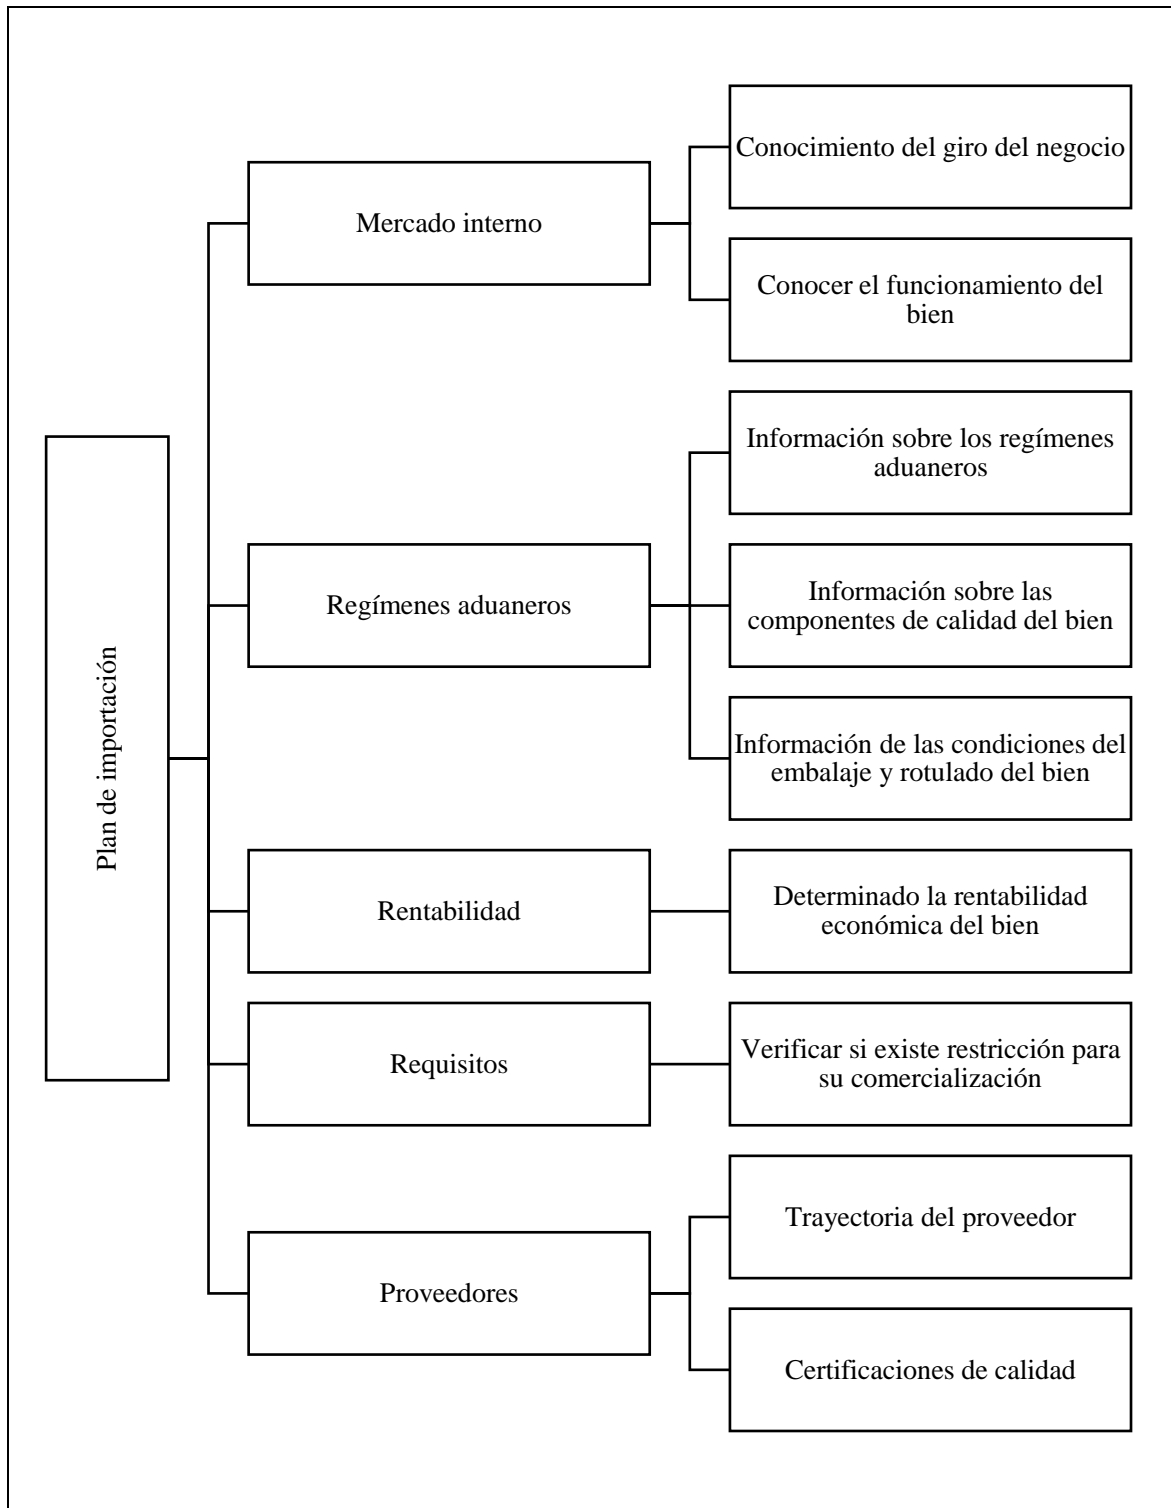 Plan de importación
Mercado interno
Conocimiento del giro del negocio
Conocer el funcionamiento del
bien
Regímenes aduaneros
Información sobre los regímenes
aduaneros
Información sobre las
componentes de calidad del bien
Información de las condiciones del
embalaje y rotulado del bien
Rentabilidad
Determinado la rentabilidad
económica del bien
Requisitos
Verificar si existe restricción para
su comercialización
Proveedores
Trayectoria del proveedor
Certificaciones de calidad